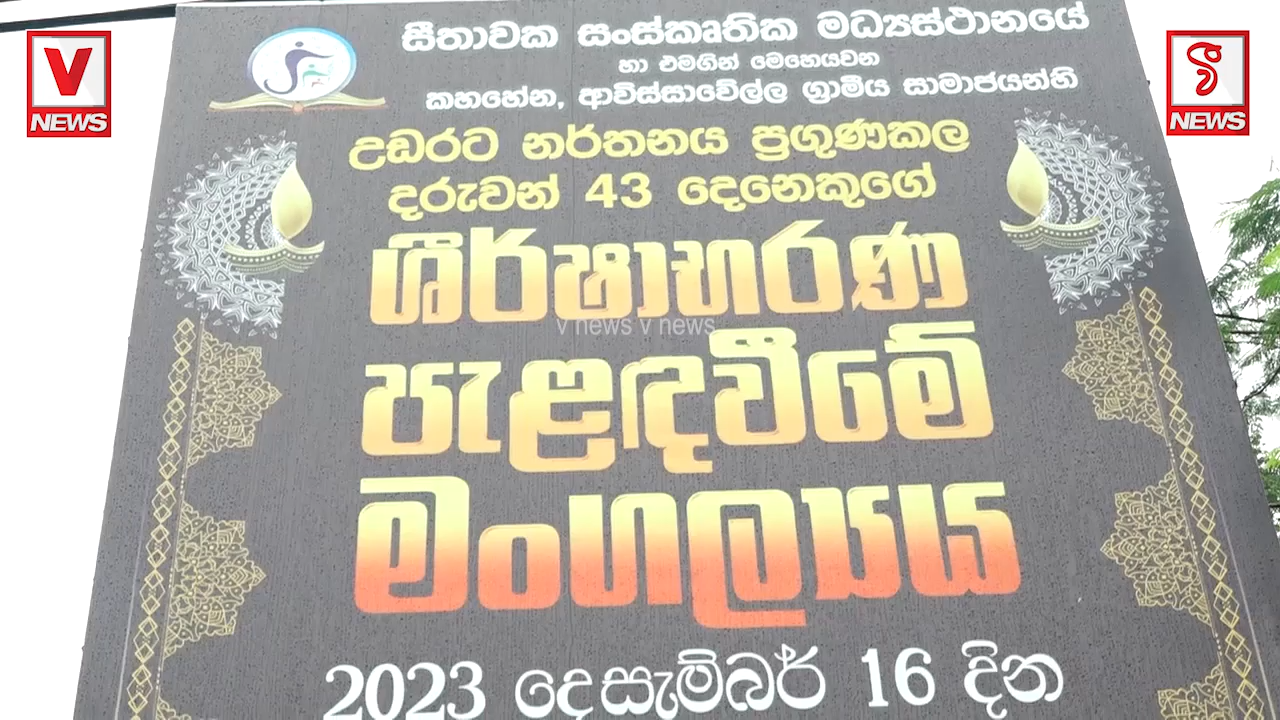 V
NEWS
වි
NEWS
සීතාවක සංස්කෘතික මධ්‍යස්ථානයේ
හා එමගින් මෙහෙයවන
කහහේන, ආවිස්සාවේල්ල ග්‍රාමීය සාමාජයන්හි
උඩරට නර්තනය ප්‍රගුණකල
දරුවන් 43 දෙනෙකුගේ
ශීර්ෂාභරණ
v news v news
පැළඳවීමේ
මංගල්‍යය
2023 දෙසැම්බර් 16 දින